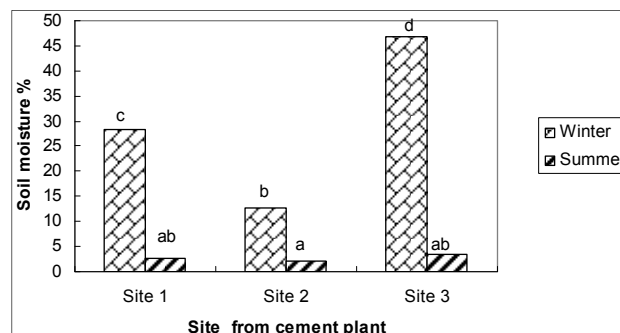 50
45
40
35
30
25
20
15
10
5
0
Soil moisture %
c
ab
b
a
d
ab
Site 1
Site 2
Site 3
Site from cement plant
Winter
Summe